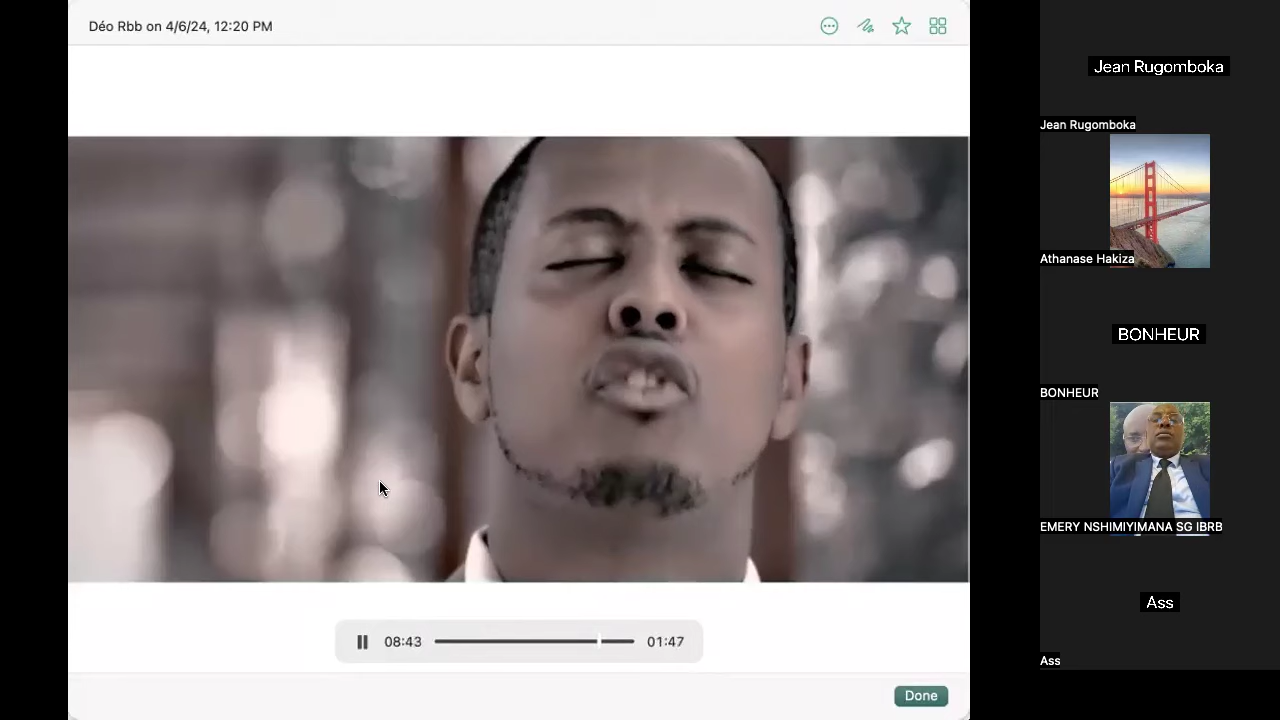 Déo Rbb on 4/6/24, 12:20 PM
Jean Rugomboka
Jean Rugomboka
Athanase Hakiza
BONHEUR
BONHEUR
EMERY NSHIMIYIMANA SG IBRB
Ass
Ass
08:43
01:47
Done